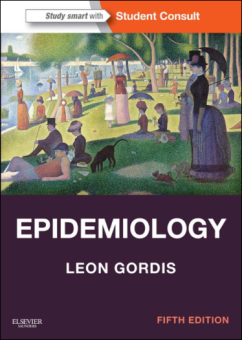 Study smart with
Student Consult
EPIDEMIOLOGY
LEON GORDIS
ELSEVIER
SAUNDERS
FIFTH EDITION